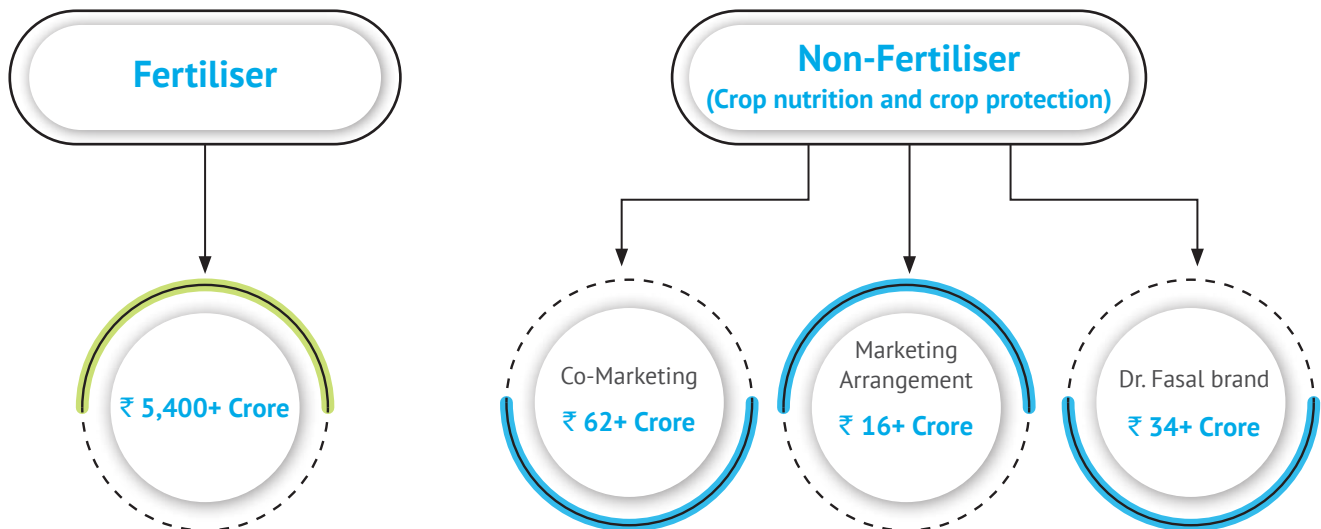 Fertiliser
₹ 5,400+ Crore
Non-Fertiliser
(Crop nutrition and crop protection)
Co-Marketing
₹ 62+ Crore
Marketing
Arrangement
₹ 16+ Crore
Dr. Fasal brand
₹ 34+ Crore